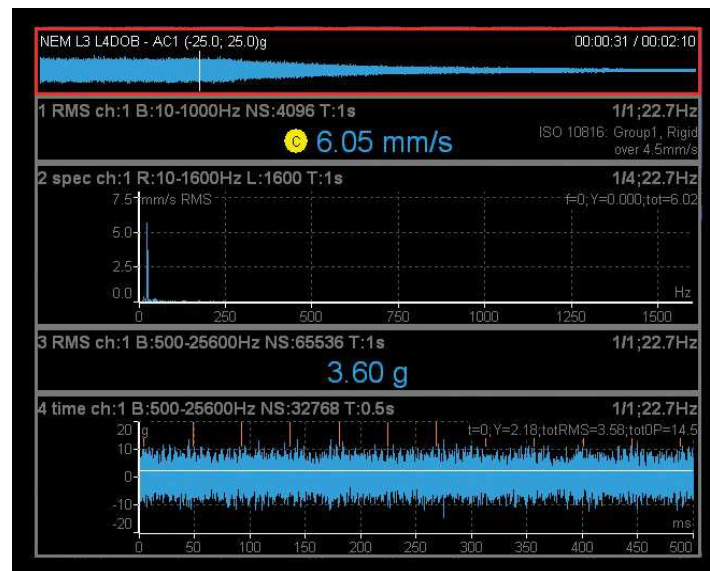 NEM L3 L4DOB - AC1 (-25.0; 25.0)g 00:00:31 / 00:02:10
1 RMS ch:1 B:10-1000Hz NS:4096 T:1s 1/1;22.7Hz
C 6.05 mm/s ISO 10816: Group1, Rigid
over 4.5mm/s
2 spec ch:1 R:10-1600Hz L:1600 T:1s 1/4;22.7Hz
7.5 mm/s RMS f=0;Y=0.000;tot=6.02
5.0
2.5
0.0 Hz
0 250 500 750 1000 1250 1500
3 RMS ch:1 B:500-25600Hz NS:65536 T:1s 1/1;22.7Hz
3.60 g
4 time ch:1 B:500-25600Hz NS:32768 T:0.5s 1/1;22.7Hz
20 g t=0;Y=2.18;totRMS=3.58;tot0P=14.5
10
0
-10
-20 ms
0 50 100 150 200 250 300 350 400 450 500